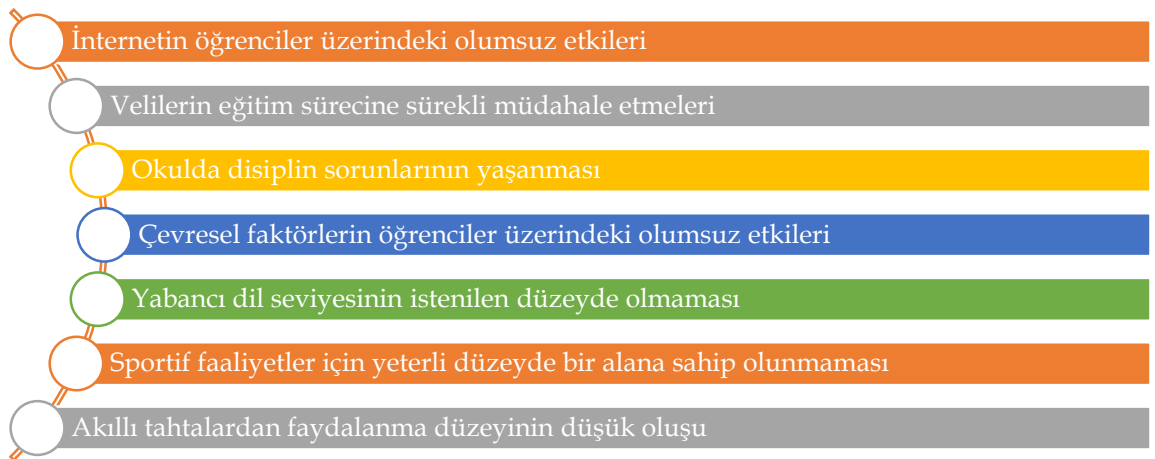 İnternetin öğrenciler üzerindeki olumsuz etkileri
Velilerin eğitim sürecine sürekli müdahale etmeleri
Okulda disiplin sorunlarının yaşanması
Çevresel faktörlerin öğrenciler üzerindeki olumsuz etkileri
Yabancı dil seviyesinin istenilen düzeyde olmaması
Sportif faaliyetler için yeterli düzeyde bir alana sahip olunmaması
Akıllı tahtalardan faydalanma düzeyinin düşük oluşu